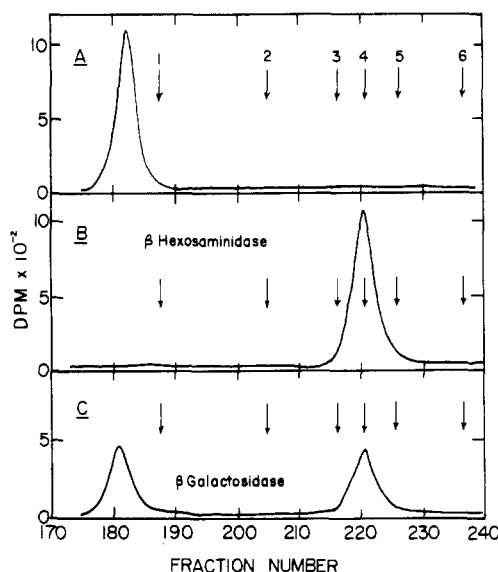 A
10
5
0
1 2 3 4 5 6
B
β Hexosaminidase
10
5
0
DPM x 10⁻²
C
β Galactosidase
5
0
170 180 190 200 210 220 230 240
FRACTION NUMBER